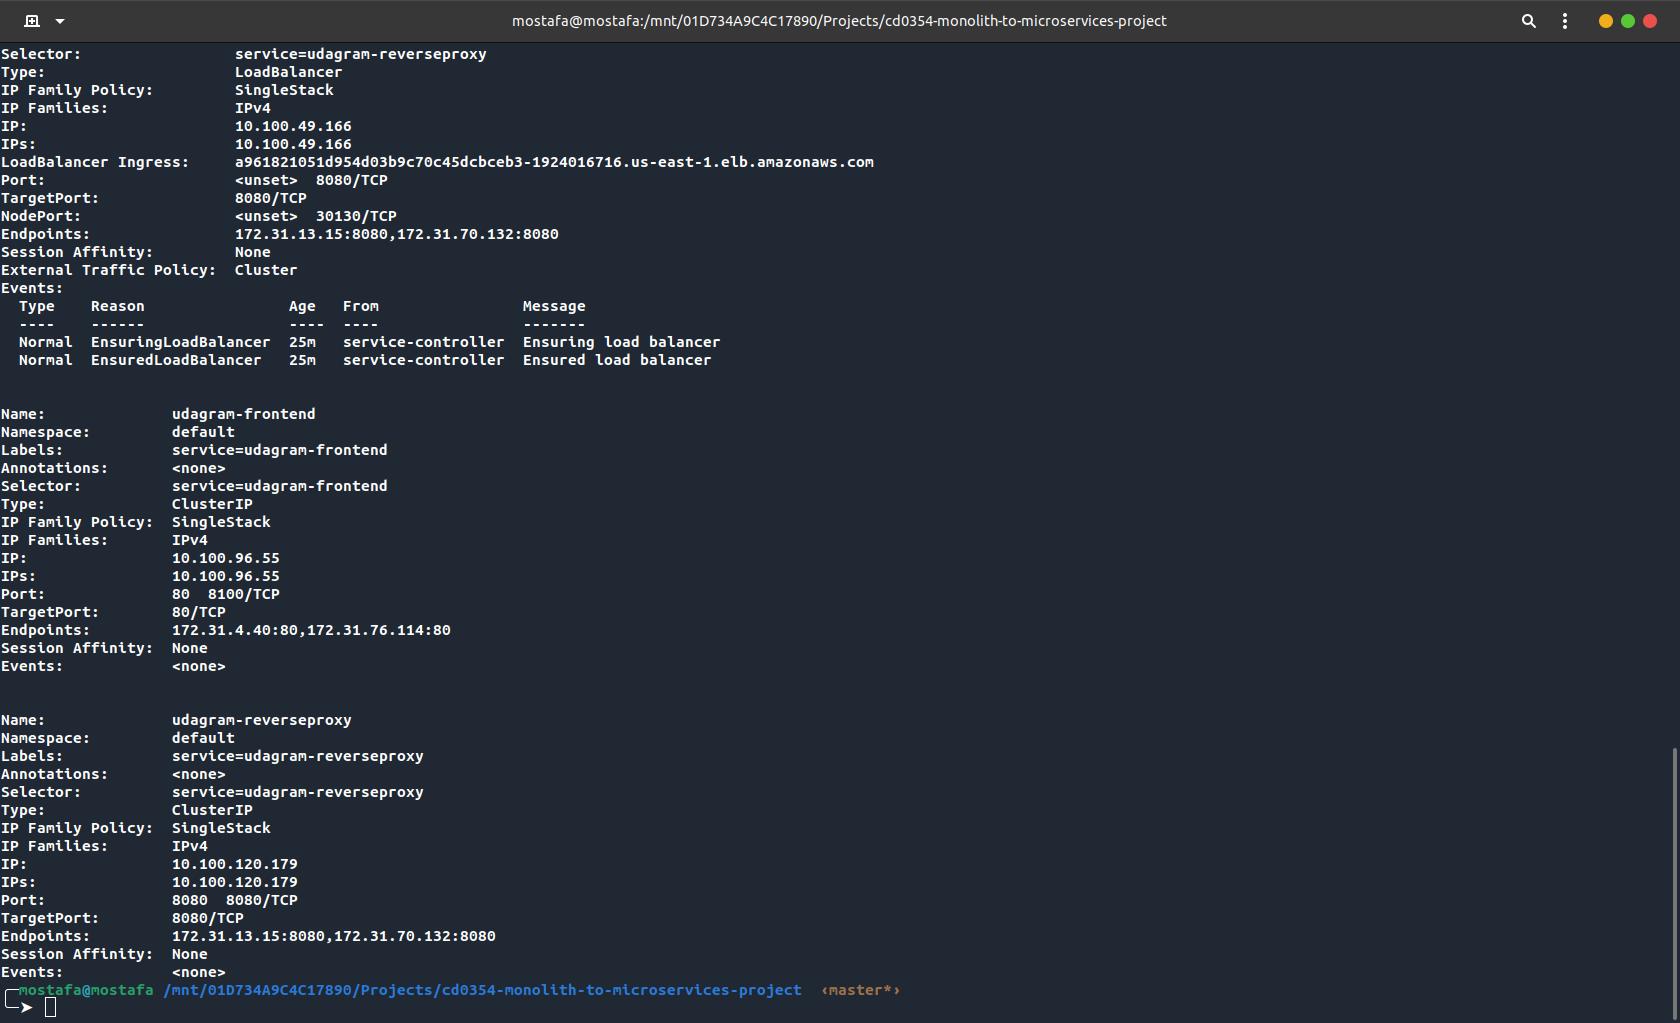 mostafa@mostafa:/mnt/01D734A9C4C17890/Projects/cd0354-monolith-to-microservices-project
Selector:                 service=udagram-reverseproxy
Type:                     LoadBalancer
IP Family Policy:         SingleStack
IP Families:              IPv4
IP:                       10.100.49.166
IPs:                      10.100.49.166
LoadBalancer Ingress:     a961821051d954d03b9c70c45dcbceb3-1924016716.us-east-1.elb.amazonaws.com
Port:                     <unset>  8080/TCP
TargetPort:               8080/TCP
NodePort:                 <unset>  30130/TCP
Endpoints:                172.31.13.15:8080,172.31.70.132:8080
Session Affinity:         None
External Traffic Policy:  Cluster
Events:
  Type    Reason                Age   From                Message
  ----    ------                ----  ----                -------
  Normal  EnsuringLoadBalancer  25m   service-controller  Ensuring load balancer
  Normal  EnsuredLoadBalancer   25m   service-controller  Ensured load balancer
Name:              udagram-frontend
Namespace:         default
Labels:            service=udagram-frontend
Annotations:       <none>
Selector:          service=udagram-frontend
Type:              ClusterIP
IP Family Policy:  SingleStack
IP Families:       IPv4
IP:                10.100.96.55
IPs:               10.100.96.55
Port:              80  8100/TCP
TargetPort:        80/TCP
Endpoints:         172.31.4.40:80,172.31.76.114:80
Session Affinity:  None
Events:            <none>
Name:              udagram-reverseproxy
Namespace:         default
Labels:            service=udagram-reverseproxy
Annotations:       <none>
Selector:          service=udagram-reverseproxy
Type:              ClusterIP
IP Family Policy:  SingleStack
IP Families:       IPv4
IP:                10.100.120.179
IPs:               10.100.120.179
Port:              8080  8080/TCP
TargetPort:        8080/TCP
Endpoints:         172.31.13.15:8080,172.31.70.132:8080
Session Affinity:  None
Events:            <none>
mostafa@mostafa /mnt/01D734A9C4C17890/Projects/cd0354-monolith-to-microservices-project  ‹master*›